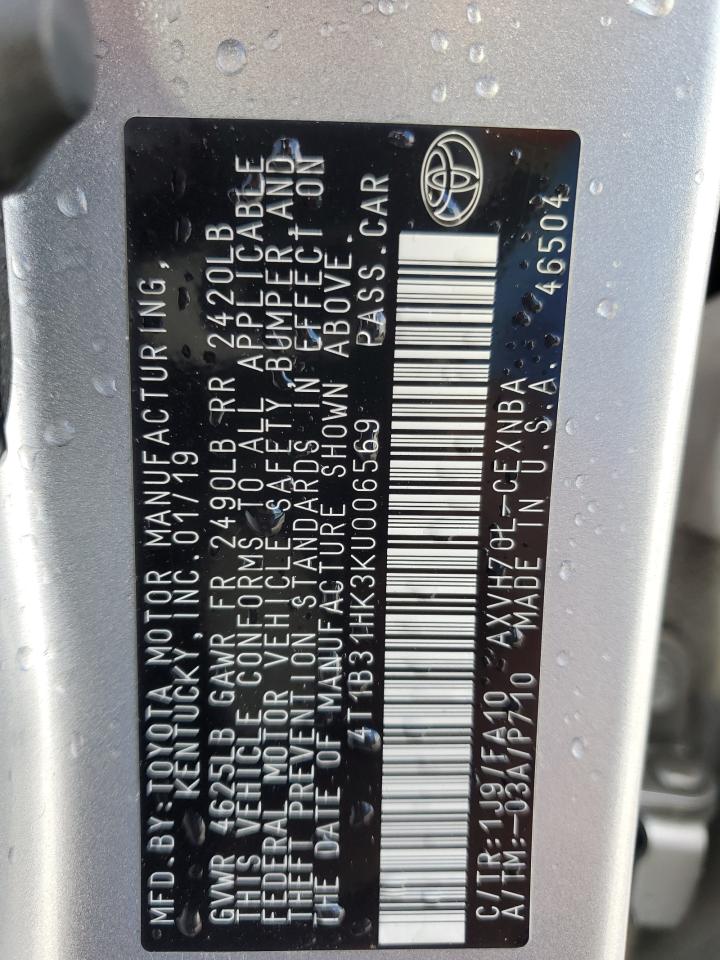 MFD.BY:TOYOTA MOTOR MANUFACTURING,
KENTUCKY, INC.01/19
GVWR 4625LB GAWR FR 2490LB RR 2420LB
THIS VEHICLE CONFORMS TO ALL APPLICABLE
FEDERAL MOTOR VEHICLE SAFETY BUMPER AND
THEFT PREVENTION STANDARDS IN EFFECT ON
THE DATE OF MANUFACTURE SHOWN ABOVE.
4T1B31HK3KU006569 PASS.CAR
C/TR:1J9/EA10 AXVH70L-CEXNBA
A/TM:-03A/P710 MADE IN U.S.A. 46504